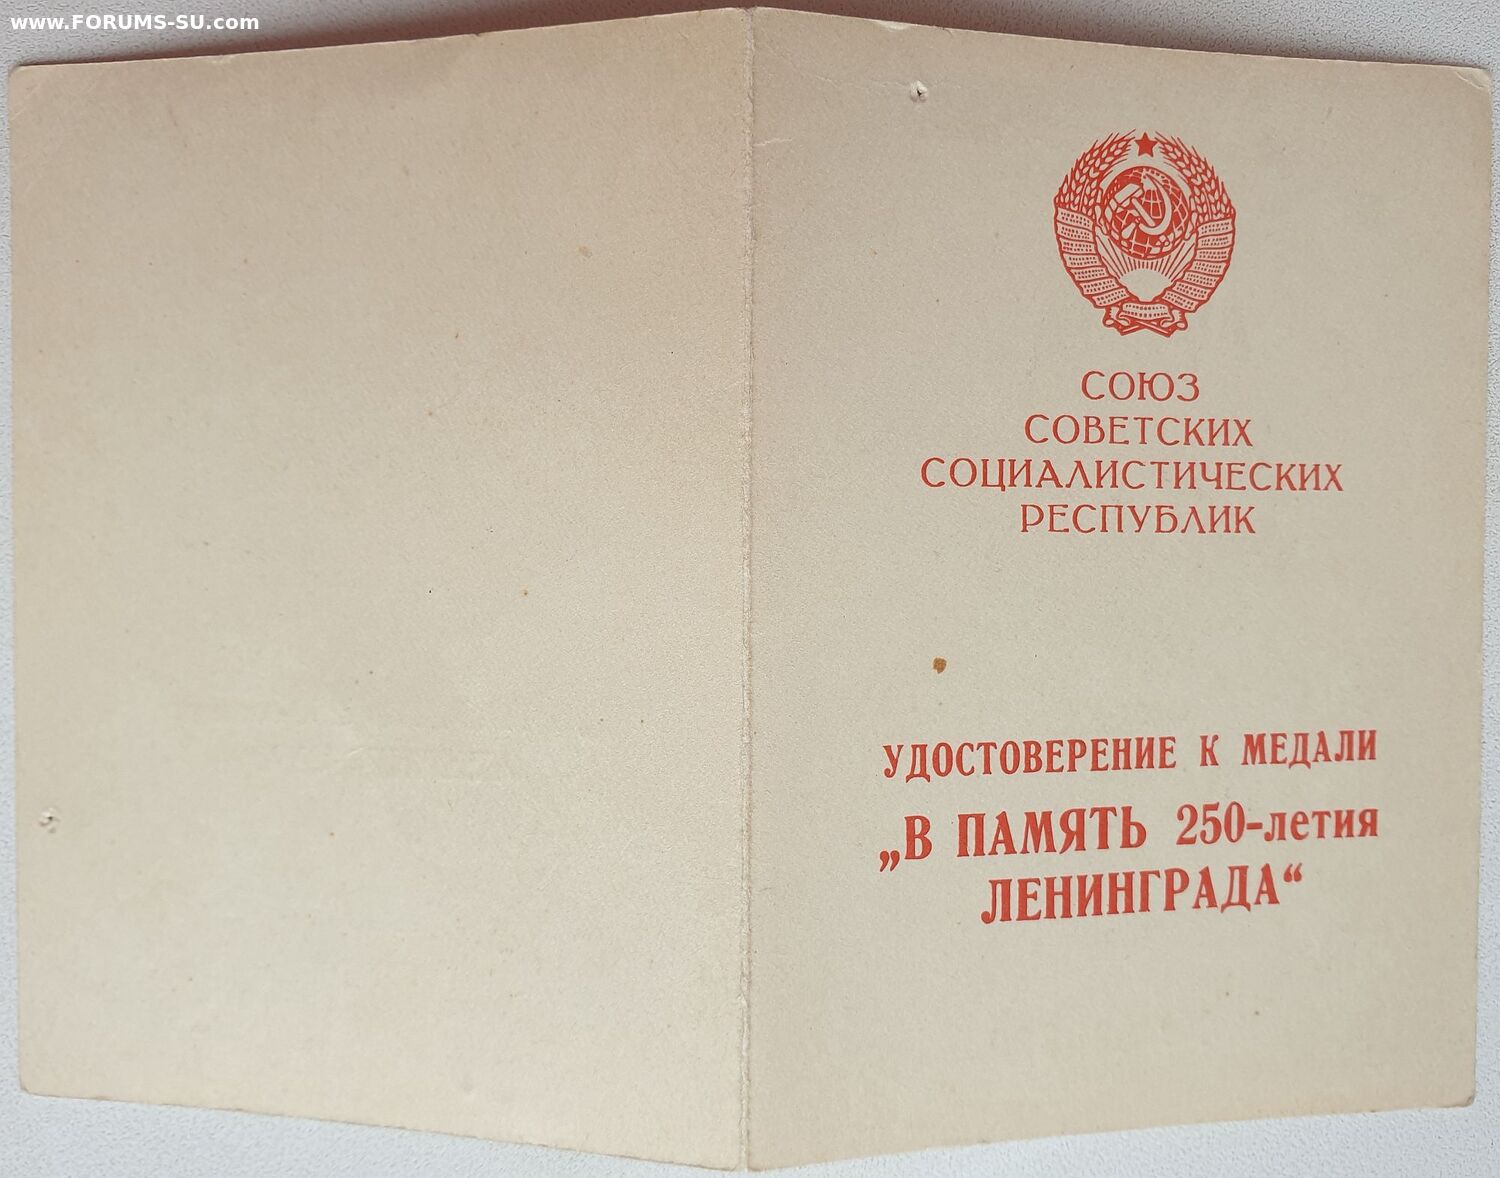 www.FORUMS-SU.com
СОЮЗ
СОВЕТСКИХ
СОЦИАЛИСТИЧЕСКИХ
РЕСПУБЛИК
УДОСТОВЕРЕНИЕ К МЕДАЛИ
„В ПАМЯТЬ 250-летия
ЛЕНИНГРАДА“